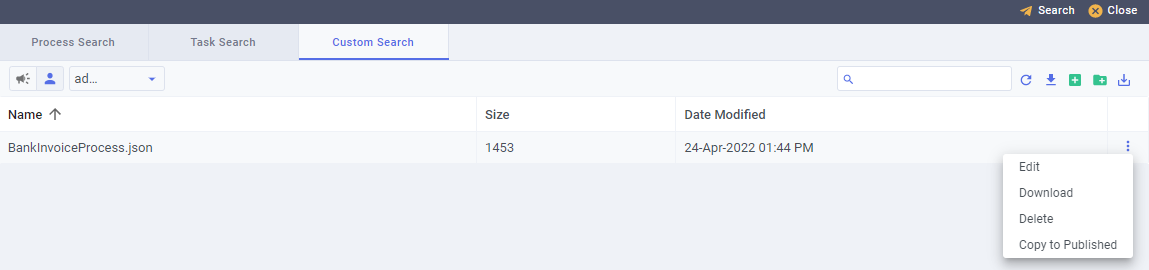 Search Close
Process Search Task Search Custom Search
ad...
Name Size Date Modified
BankInvoiceProcess.json 1453 24-Apr-2022 01:44 PM
Edit
Download
Delete
Copy to Published